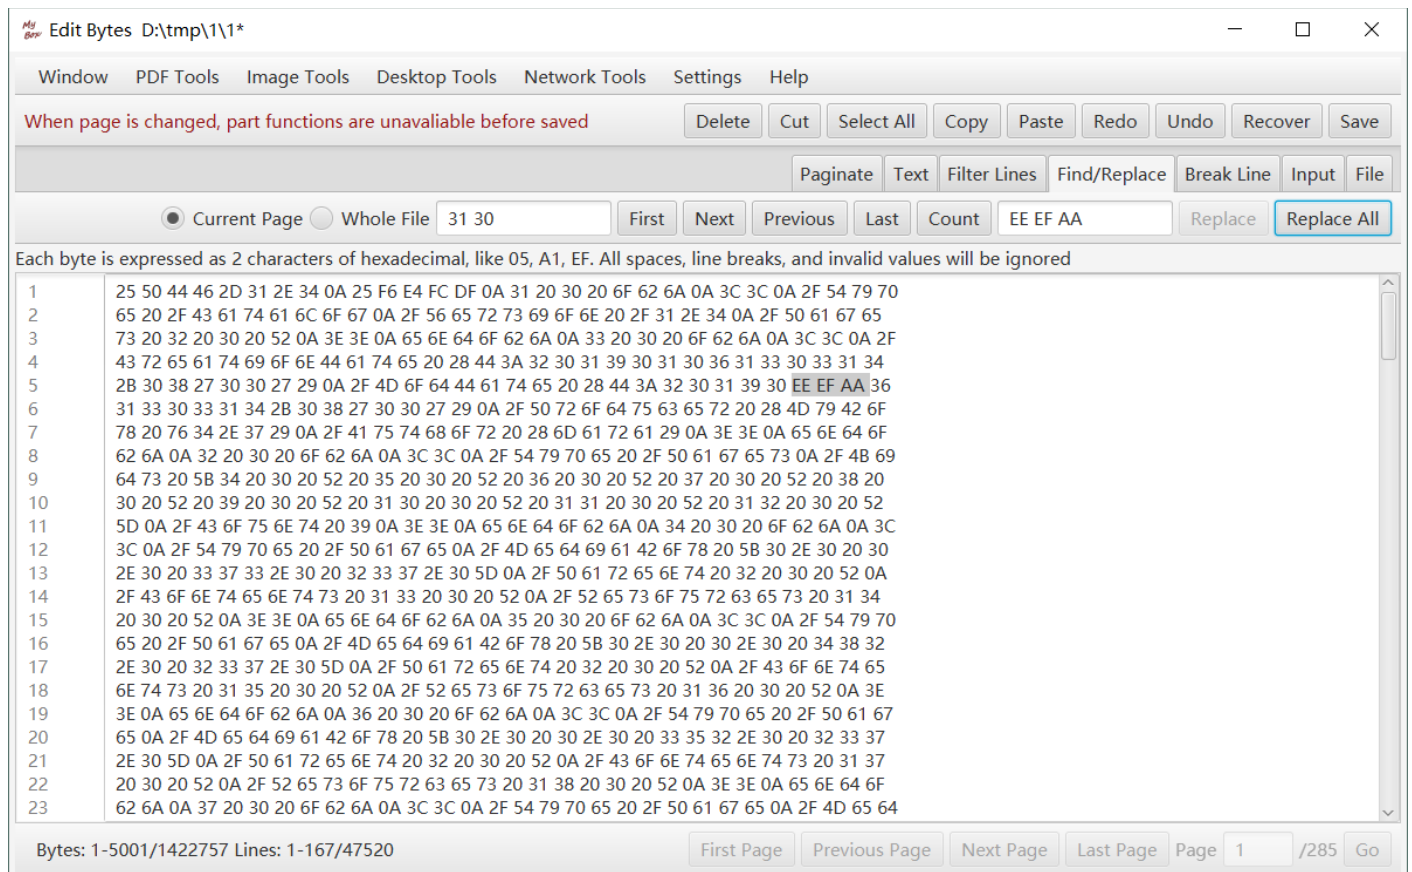 My Box Edit Bytes D:\tmp\1\1*
Window PDF Tools Image Tools Desktop Tools Network Tools Settings Help
When page is changed, part functions are unavaliable before saved Delete Cut Select All Copy Paste Redo Undo Recover Save
Paginate Text Filter Lines Find/Replace Break Line Input File
Current Page Whole File 31 30 First Next Previous Last Count EE EF AA Replace Replace All
Each byte is expressed as 2 characters of hexadecimal, like 05, A1, EF. All spaces, line breaks, and invalid values will be ignored
1 25 50 44 46 2D 31 2E 34 0A 25 F6 E4 FC DF 0A 31 20 30 20 6F 62 6A 0A 3C 3C 0A 2F 54 79 70
2 65 20 2F 43 61 74 61 6C 6F 67 0A 2F 56 65 72 73 69 6F 6E 20 2F 31 2E 34 0A 2F 50 61 67 65
3 73 20 32 20 30 20 52 0A 3E 3E 0A 65 6E 64 6F 62 6A 0A 33 20 30 20 6F 62 6A 0A 3C 3C 0A 2F
4 43 72 65 61 74 69 6F 6E 44 61 74 65 20 28 44 3A 32 30 31 39 30 31 30 36 31 33 30 33 31 34
5 2B 30 38 27 30 30 27 29 0A 2F 4D 6F 64 44 61 74 65 20 28 44 3A 32 30 31 39 30 EE EF AA 36
6 31 33 30 33 31 34 2B 30 38 27 30 30 27 29 0A 2F 50 72 6F 64 75 63 65 72 20 28 4D 79 42 6F
7 78 20 76 34 2E 37 29 0A 2F 41 75 74 68 6F 72 20 28 6D 61 72 61 29 0A 3E 3E 0A 65 6E 64 6F
8 62 6A 0A 32 20 30 20 6F 62 6A 0A 3C 3C 0A 2F 54 79 70 65 20 2F 50 61 67 65 73 0A 2F 4B 69
9 64 73 20 5B 34 20 30 20 52 20 35 20 30 20 52 20 36 20 30 20 52 20 37 20 30 20 52 20 38 20
10 30 20 52 20 39 20 30 20 52 20 31 30 20 30 20 52 20 31 31 20 30 20 52 20 31 32 20 30 20 52
11 5D 0A 2F 43 6F 75 6E 74 20 39 0A 3E 3E 0A 65 6E 64 6F 62 6A 0A 34 20 30 20 6F 62 6A 0A 3C
12 3C 0A 2F 54 79 70 65 20 2F 50 61 67 65 0A 2F 4D 65 64 69 61 42 6F 78 20 5B 30 2E 30 20 30
13 2E 30 20 33 37 33 2E 30 20 32 33 37 2E 30 5D 0A 2F 50 61 72 65 6E 74 20 32 20 30 20 52 0A
14 2F 43 6F 6E 74 65 6E 74 73 20 31 33 20 30 20 52 0A 2F 52 65 73 6F 75 72 63 65 73 20 31 34
15 20 30 20 52 0A 3E 3E 0A 65 6E 64 6F 62 6A 0A 35 20 30 20 6F 62 6A 0A 3C 3C 0A 2F 54 79 70
16 65 20 2F 50 61 67 65 0A 2F 4D 65 64 69 61 42 6F 78 20 5B 30 2E 30 20 30 2E 30 20 34 38 32
17 2E 30 20 32 33 37 2E 30 5D 0A 2F 50 61 72 65 6E 74 20 32 20 30 20 52 0A 2F 43 6F 6E 74 65
18 6E 74 73 20 31 35 20 30 20 52 0A 2F 52 65 73 6F 75 72 63 65 73 20 31 36 20 30 20 52 0A 3E
19 3E 0A 65 6E 64 6F 62 6A 0A 36 20 30 20 6F 62 6A 0A 3C 3C 0A 2F 54 79 70 65 20 2F 50 61 67
20 65 0A 2F 4D 65 64 69 61 42 6F 78 20 5B 30 2E 30 20 30 2E 30 20 33 35 32 2E 30 20 32 33 37
21 2E 30 5D 0A 2F 50 61 72 65 6E 74 20 32 20 30 20 52 0A 2F 43 6F 6E 74 65 6E 74 73 20 31 37
22 20 30 20 52 0A 2F 52 65 73 6F 75 72 63 65 73 20 31 38 20 30 20 52 0A 3E 3E 0A 65 6E 64 6F
23 62 6A 0A 37 20 30 20 6F 62 6A 0A 3C 3C 0A 2F 54 79 70 65 20 2F 50 61 67 65 0A 2F 4D 65 64
Bytes: 1-5001/1422757 Lines: 1-167/47520 First Page Previous Page Next Page Last Page Page 1 /285 Go